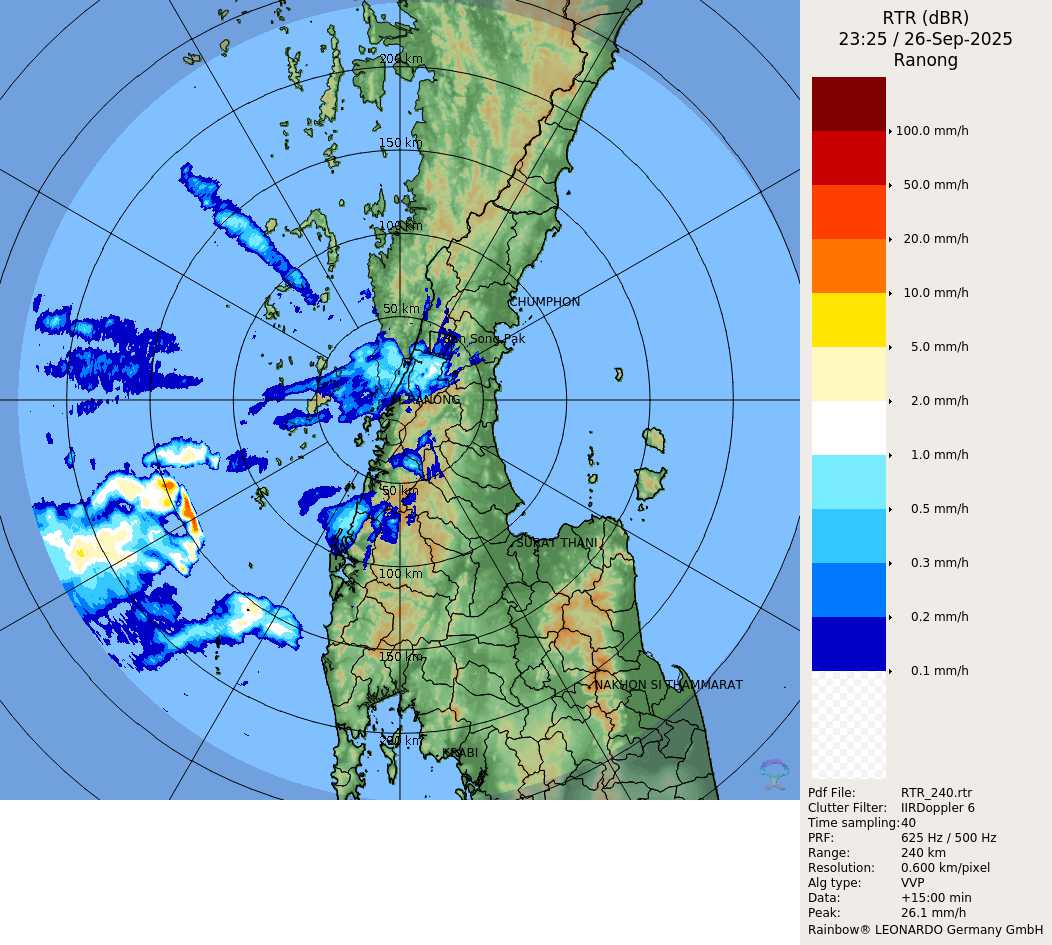 RTR (dBR)
23:25 / 26-Sep-2025
Ranong
200 km
150 km
100 km
50 km
CHUMPHON
Song Pak
RANONG
50 km
SURAT THANI
100 km
150 km
NAKHON SI THAMMARAT
200 km
KRABI
100.0 mm/h
50.0 mm/h
20.0 mm/h
10.0 mm/h
5.0 mm/h
2.0 mm/h
1.0 mm/h
0.5 mm/h
0.3 mm/h
0.2 mm/h
0.1 mm/h
Pdf File: RTR_240.rtr
Clutter Filter: IIRDoppler 6
Time sampling: 40
PRF: 625 Hz / 500 Hz
Range: 240 km
Resolution: 0.600 km/pixel
Alg type: VVP
Data: +15:00 min
Peak: 26.1 mm/h
Rainbow® LEONARDO Germany GmbH